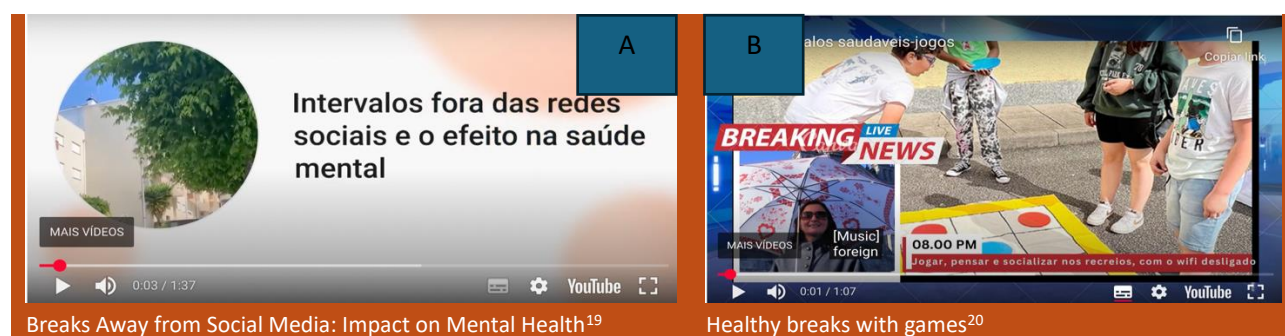 A
Intervalos fora das redes
sociais e o efeito na saúde
mental
MAIS VÍDEOS
0:03 / 1:37
YouTube
Breaks Away from Social Media: Impact on Mental Health19
B
alos saudaveis-jogos
Copiar link
BREAKING LIVE
NEWS
MAIS VÍDEOS
[Music]
foreign
08.00 PM
Jogar, pensar e socializar nos recreios, com o wifi desligado
0:01 / 1:07
YouTube
Healthy breaks with games20